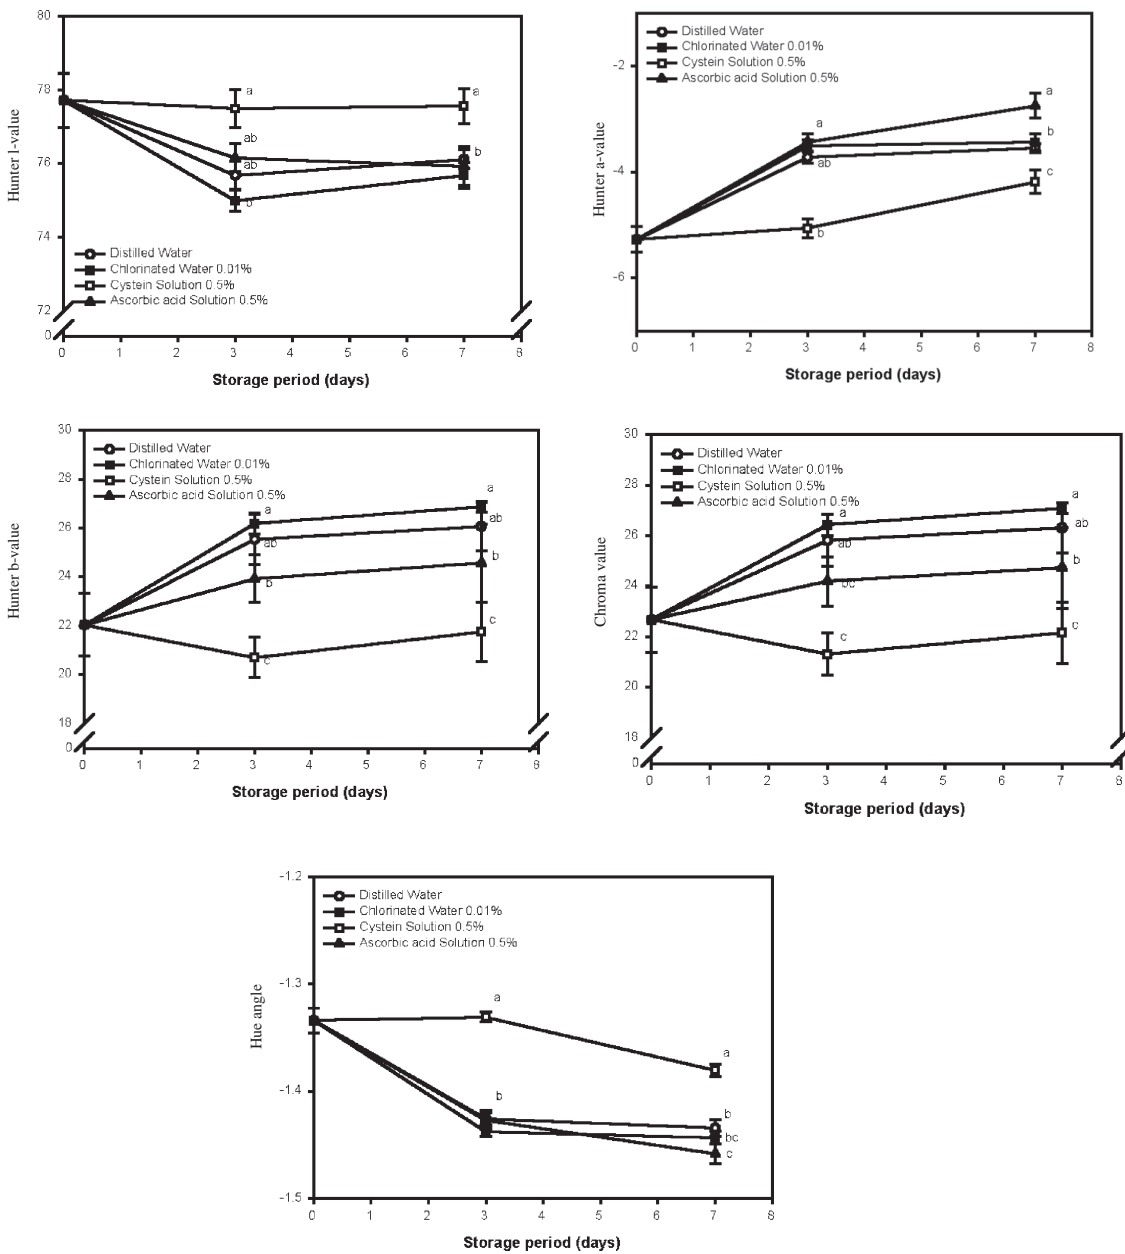 80
78
76
74
72
0
Hunter l-value
a
a
ab
ab
b
b
Distilled Water
Chlorinated Water 0.01%
Cystein Solution 0.5%
Ascorbic acid Solution 0.5%
0 1 2 3 4 5 6 7 8
Storage period (days)
-2
-4
-6
Hunter a-value
Distilled Water
Chlorinated Water 0.01%
Cystein Solution 0.5%
Ascorbic acid Solution 0.5%
a
a
b
ab
c
b
0 1 2 3 4 5 6 7 8
Storage period (days)
30
28
26
24
22
20
18
0
Hunter b-value
Distilled Water
Chlorinated Water 0.01%
Cystein Solution 0.5%
Ascorbic acid Solution 0.5%
a
a
ab
ab
b
b
c
c
0 1 2 3 4 5 6 7 8
Storage period (days)
30
28
26
24
22
20
18
0
Chroma value
Distilled Water
Chlorinated Water 0.01%
Cystein Solution 0.5%
Ascorbic acid Solution 0.5%
a
a
ab
ab
b
bc
c
c
0 1 2 3 4 5 6 7 8
Storage period (days)
-1.2
-1.3
-1.4
-1.5
Hue angle
Distilled Water
Chlorinated Water 0.01%
Cystein Solution 0.5%
Ascorbic acid Solution 0.5%
a
a
b
b
bc
c
0 1 2 3 4 5 6 7 8
Storage period (days)